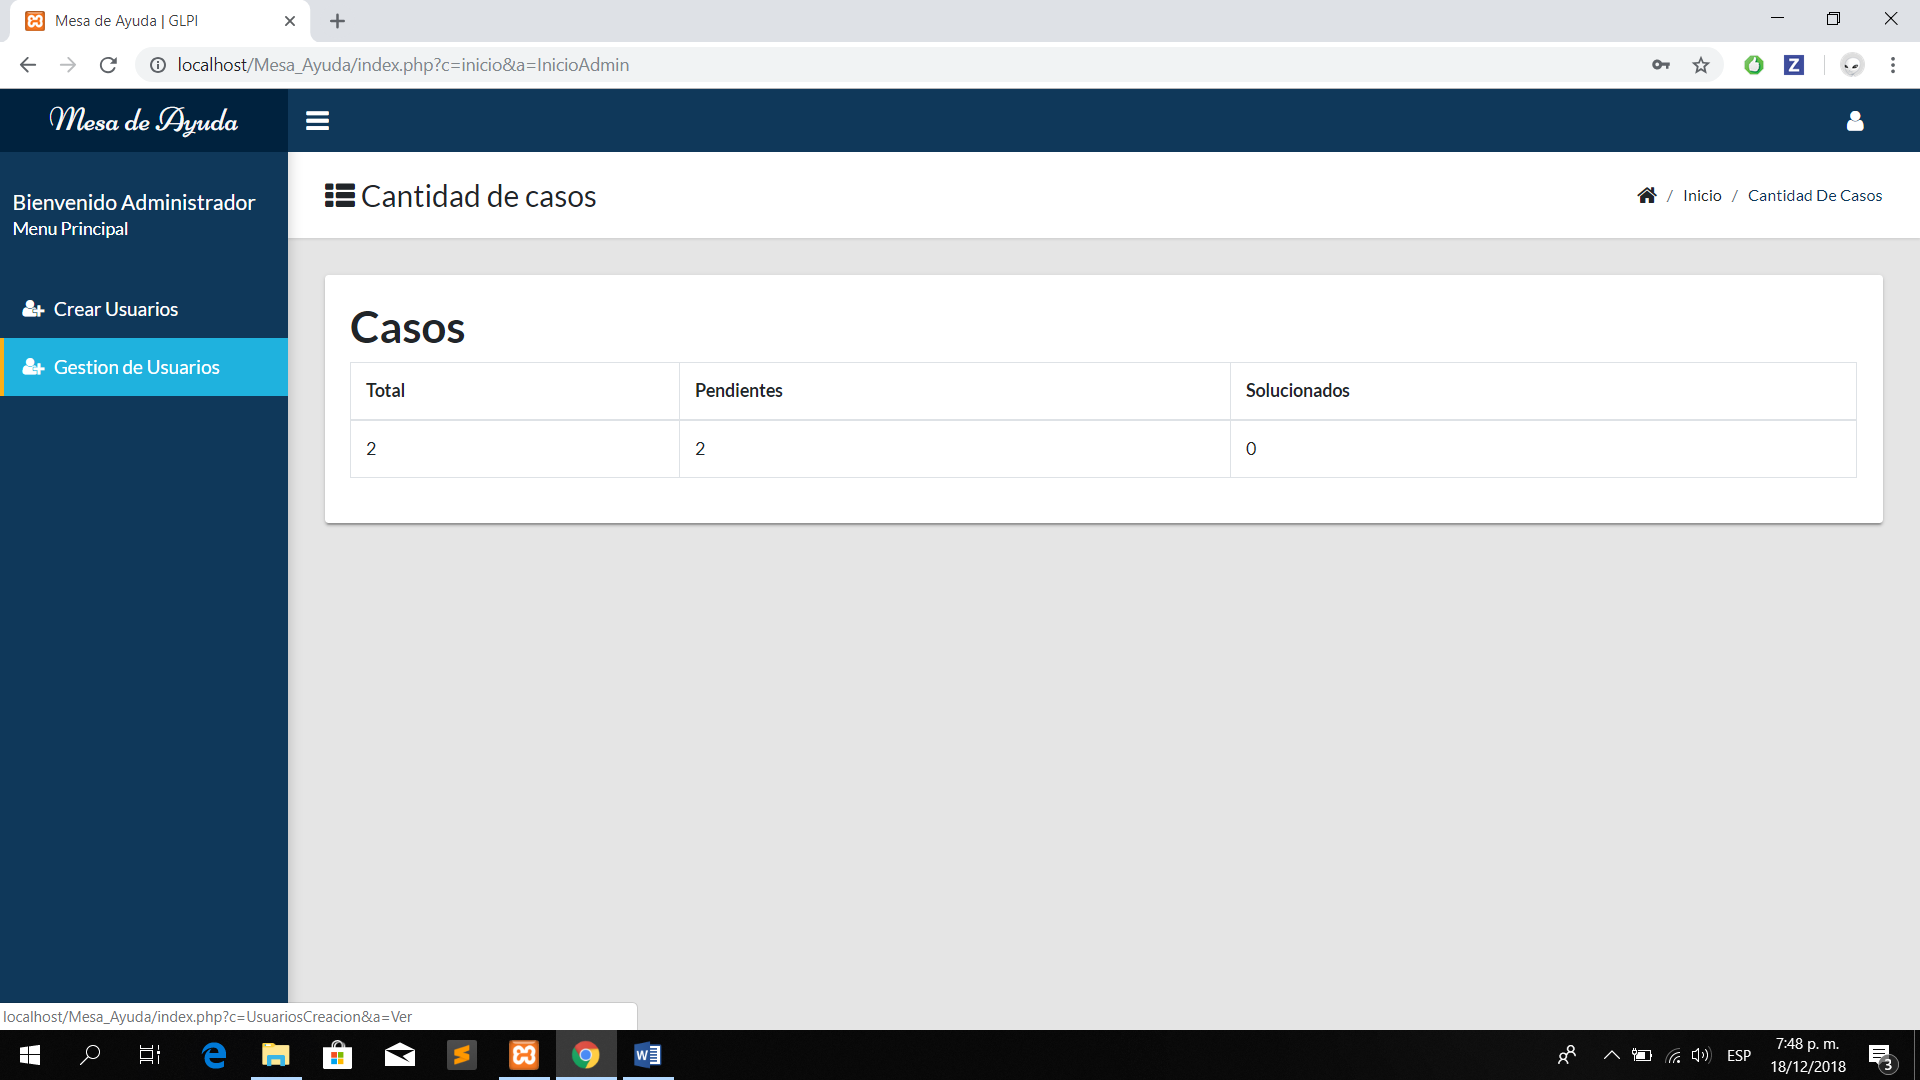 Mesa de Ayuda | GLPI
localhost/Mesa_Ayuda/index.php?c=inicio&a=InicioAdmin
Mesa de Ayuda
Bienvenido Administrador
Menu Principal
Crear Usuarios
Gestion de Usuarios
Cantidad de casos
/ Inicio / Cantidad De Casos
Casos
Total Pendientes Solucionados
2 2 0
localhost/Mesa_Ayuda/index.php?c=UsuariosCreacion&a=Ver
ESP
7:48 p. m.
18/12/2018
3